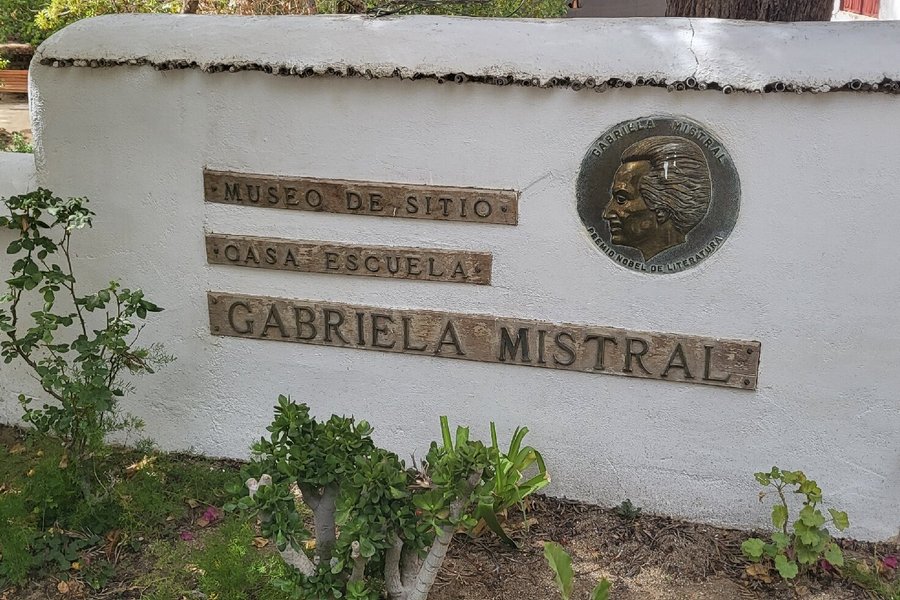 MUSEO DE SITIO
CASA ESCUELA
GABRIELA MISTRAL
GABRIELA MISTRAL
PREMIO NOBEL DE LITERATURA